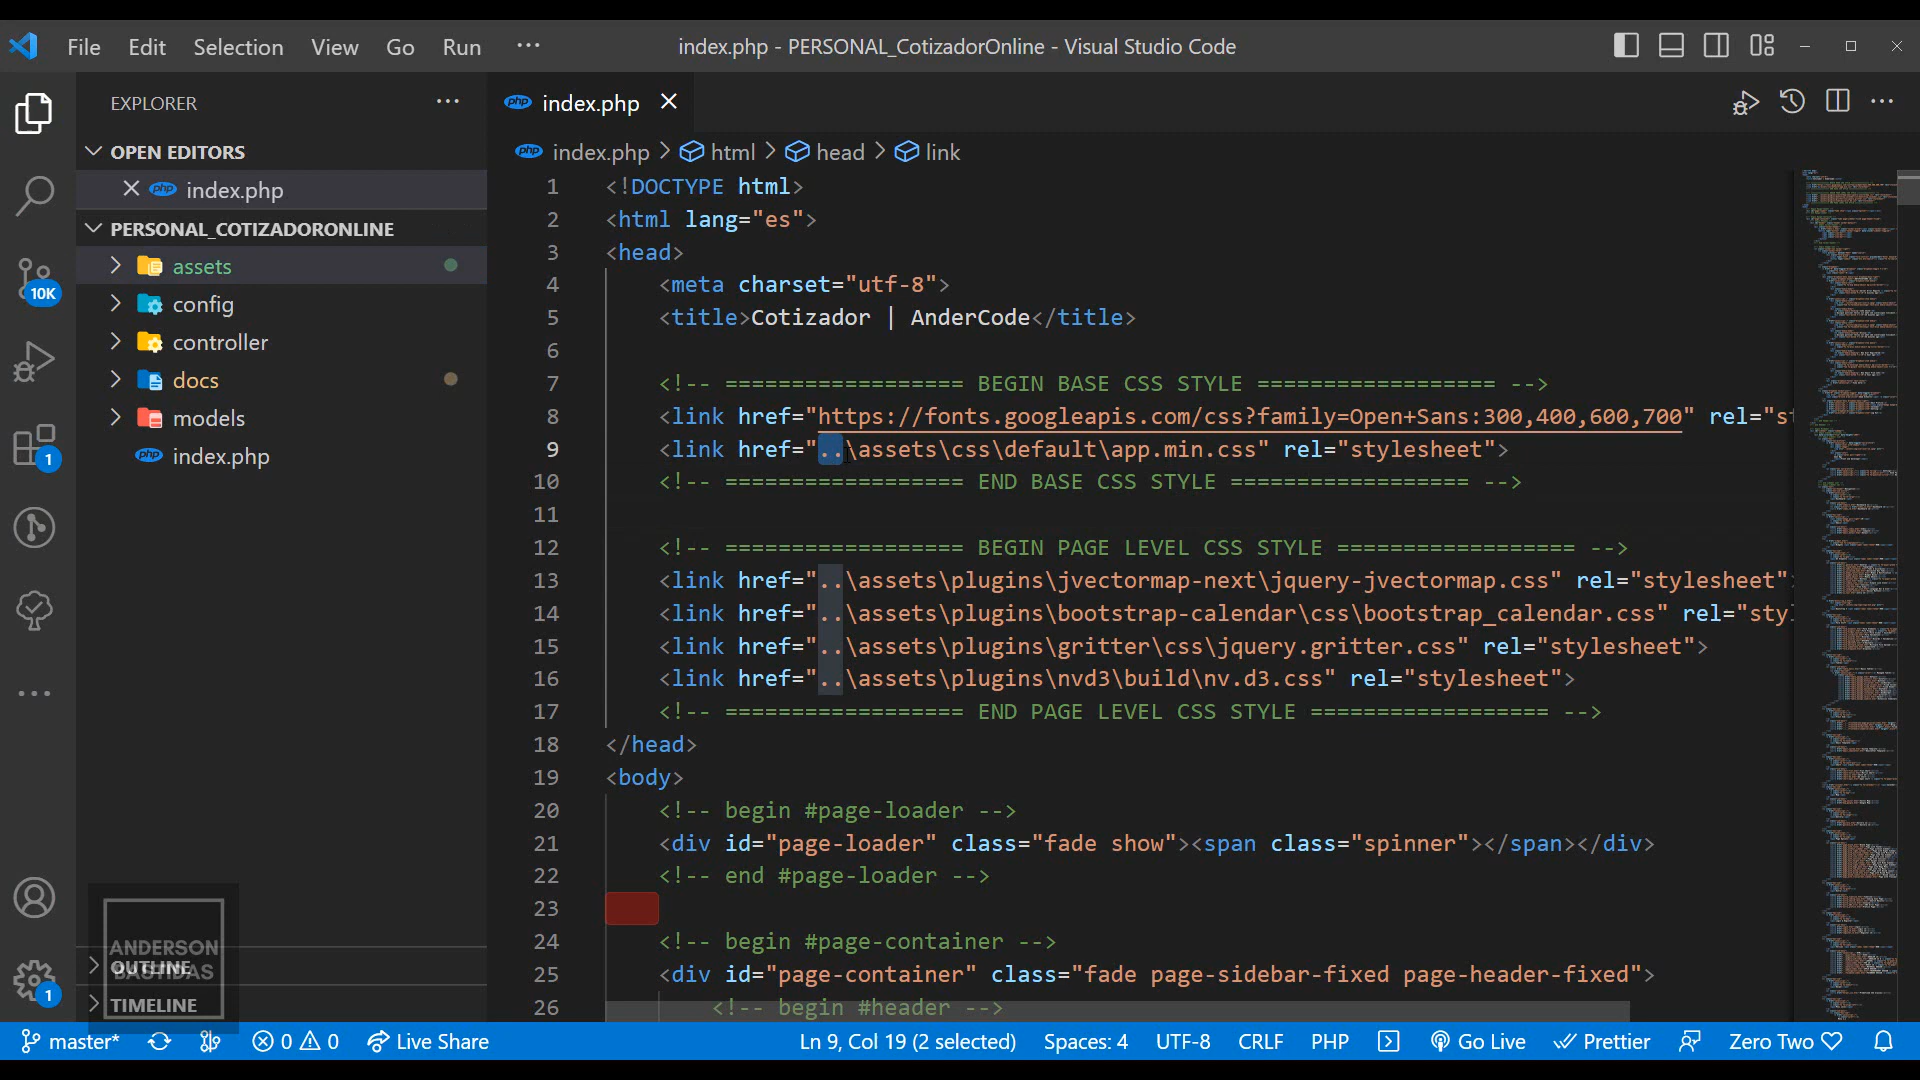 File Edit Selection View Go Run ··· index.php - PERSONAL_CotizadorOnline - Visual Studio Code
EXPLORER ···
OPEN EDITORS
index.php
PERSONAL_COTIZADORONLINE
assets
config
controller
docs
models
index.php
OUTLINE
TIMELINE
ANDERSON
BASTIDAS
10K
1
1
index.php
index.php > html > head > link
1 <!DOCTYPE html>
2 <html lang="es">
3 <head>
4 <meta charset="utf-8">
5 <title>Cotizador | AnderCode</title>
6
7 <!-- ================== BEGIN BASE CSS STYLE ================== -->
8 <link href="https://fonts.googleapis.com/css?family=Open+Sans:300,400,600,700" rel="st
9 <link href="..\assets\css\default\app.min.css" rel="stylesheet">
10 <!-- ================== END BASE CSS STYLE ================== -->
11
12 <!-- ================== BEGIN PAGE LEVEL CSS STYLE ================== -->
13 <link href="..\assets\plugins\jvectormap-next\jquery-jvectormap.css" rel="stylesheet">
14 <link href="..\assets\plugins\bootstrap-calendar\css\bootstrap_calendar.css" rel="styl
15 <link href="..\assets\plugins\gritter\css\jquery.gritter.css" rel="stylesheet">
16 <link href="..\assets\plugins\nvd3\build\nv.d3.css" rel="stylesheet">
17 <!-- ================== END PAGE LEVEL CSS STYLE ================== -->
18 </head>
19 <body>
20 <!-- begin #page-loader -->
21 <div id="page-loader" class="fade show"><span class="spinner"></span></div>
22 <!-- end #page-loader -->
23
24 <!-- begin #page-container -->
25 <div id="page-container" class="fade page-sidebar-fixed page-header-fixed">
26 <!-- begin #header -->
master* 0 0 Live Share Ln 9, Col 19 (2 selected) Spaces: 4 UTF-8 CRLF PHP Go Live Prettier Zero Two